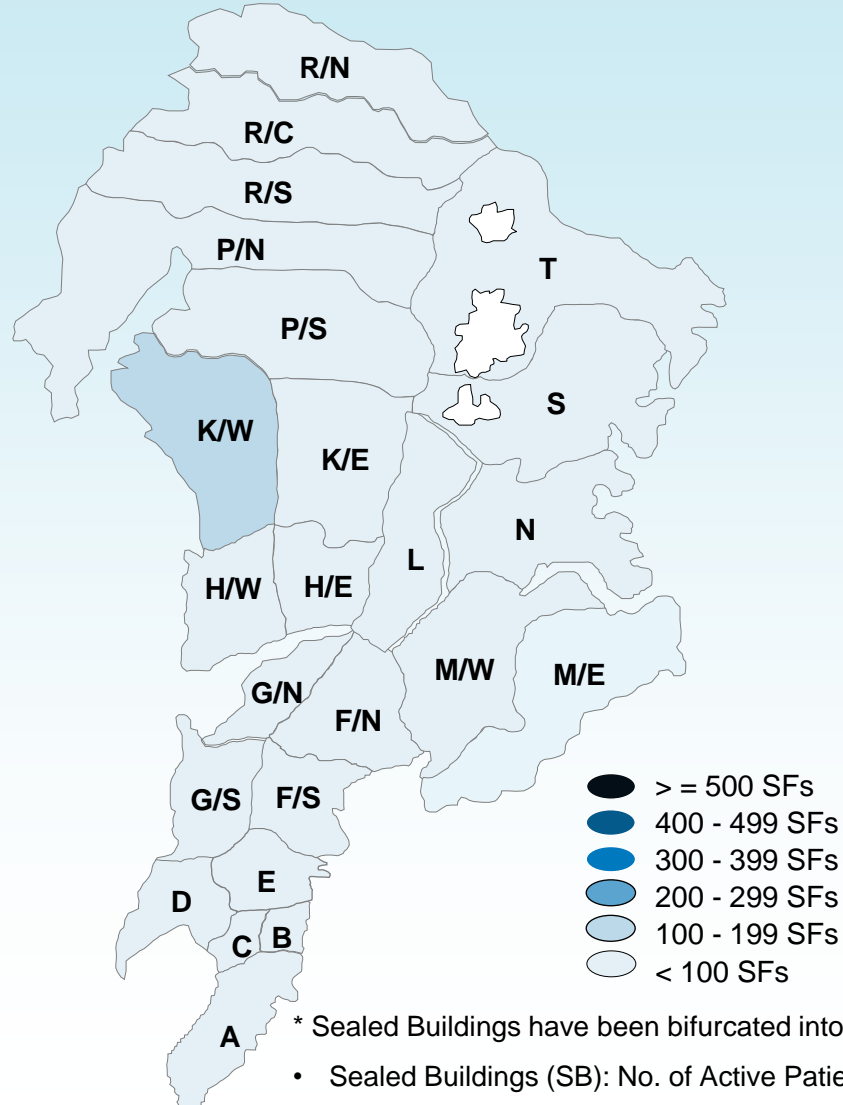 R/N
R/C
R/S
P/N
T
P/S
S
K/W
K/E
N
L
H/W
H/E
M/W
M/E
G/N
F/N
G/S
F/S
E
D
B
C
A
> = 500 SFs
400 - 499 SFs
300 - 399 SFs
200 - 299 SFs
100 - 199 SFs
< 100 SFs
* Sealed Buildings have been bifurcated into
• Sealed Buildings (SB): No. of Active Patie